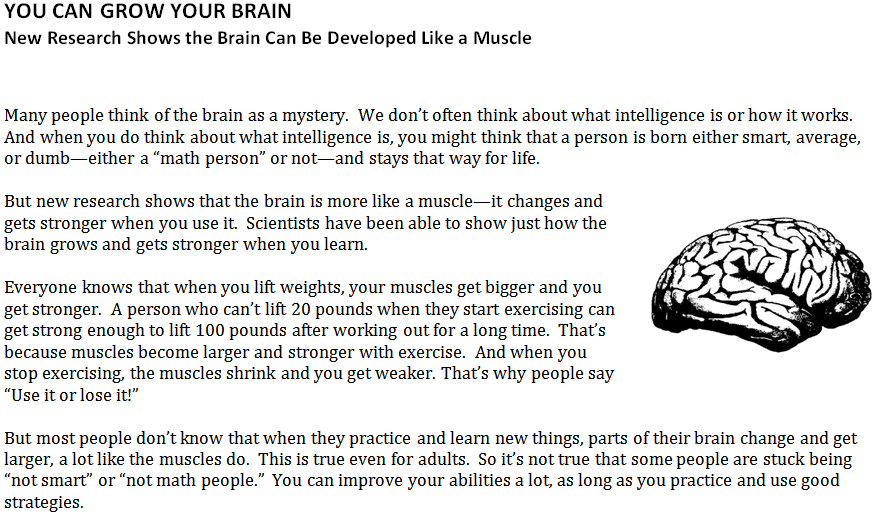 YOU CAN GROW YOUR BRAIN
New Research Shows the Brain Can Be Developed Like a Muscle
Many people think of the brain as a mystery.  We don’t often think about what intelligence is or how it works.
And when you do think about what intelligence is, you might think that a person is born either smart, average,
or dumb—either a “math person” or not—and stays that way for life.
But new research shows that the brain is more like a muscle—it changes and
gets stronger when you use it.  Scientists have been able to show just how the
brain grows and gets stronger when you learn.
Everyone knows that when you lift weights, your muscles get bigger and you
get stronger.  A person who can’t lift 20 pounds when they start exercising can
get strong enough to lift 100 pounds after working out for a long time.  That’s
because muscles become larger and stronger with exercise.  And when you
stop exercising, the muscles shrink and you get weaker. That’s why people say
“Use it or lose it!”
But most people don’t know that when they practice and learn new things, parts of their brain change and get
larger, a lot like the muscles do.  This is true even for adults.  So it’s not true that some people are stuck being
“not smart” or “not math people.”  You can improve your abilities a lot, as long as you practice and use good
strategies.